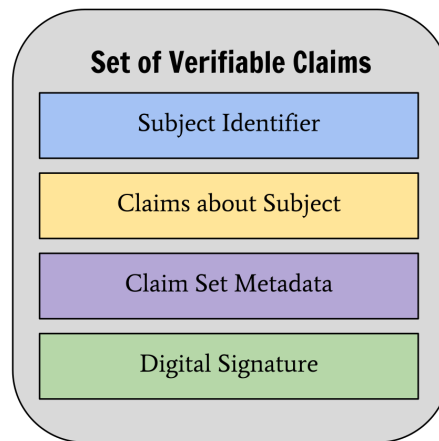 Set of Verifiable Claims
Subject Identifier
Claims about Subject
Claim Set Metadata
Digital Signature